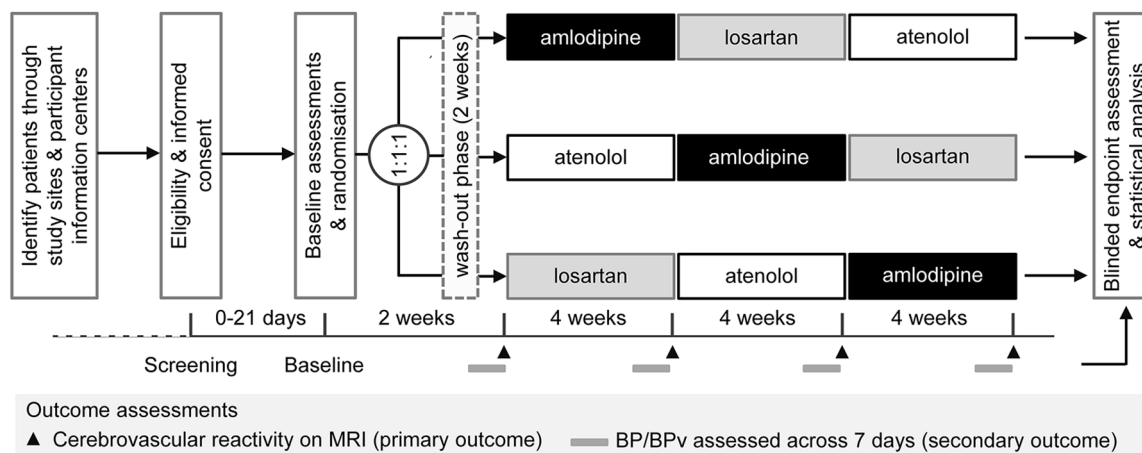 Identify patients through
study sites & participant
information centers
Eligibility & informed
consent
Baseline assessments
& randomisation
1:1:1
wash-out phase (2 weeks)
amlodipine
losartan
atenolol
atenolol
amlodipine
losartan
losartan
atenolol
amlodipine
Blinded endpoint assessment
& statistical analysis
0-21 days
2 weeks
4 weeks
4 weeks
4 weeks
Screening
Baseline
Outcome assessments
▲ Cerebrovascular reactivity on MRI (primary outcome)
BP/BPv assessed across 7 days (secondary outcome)